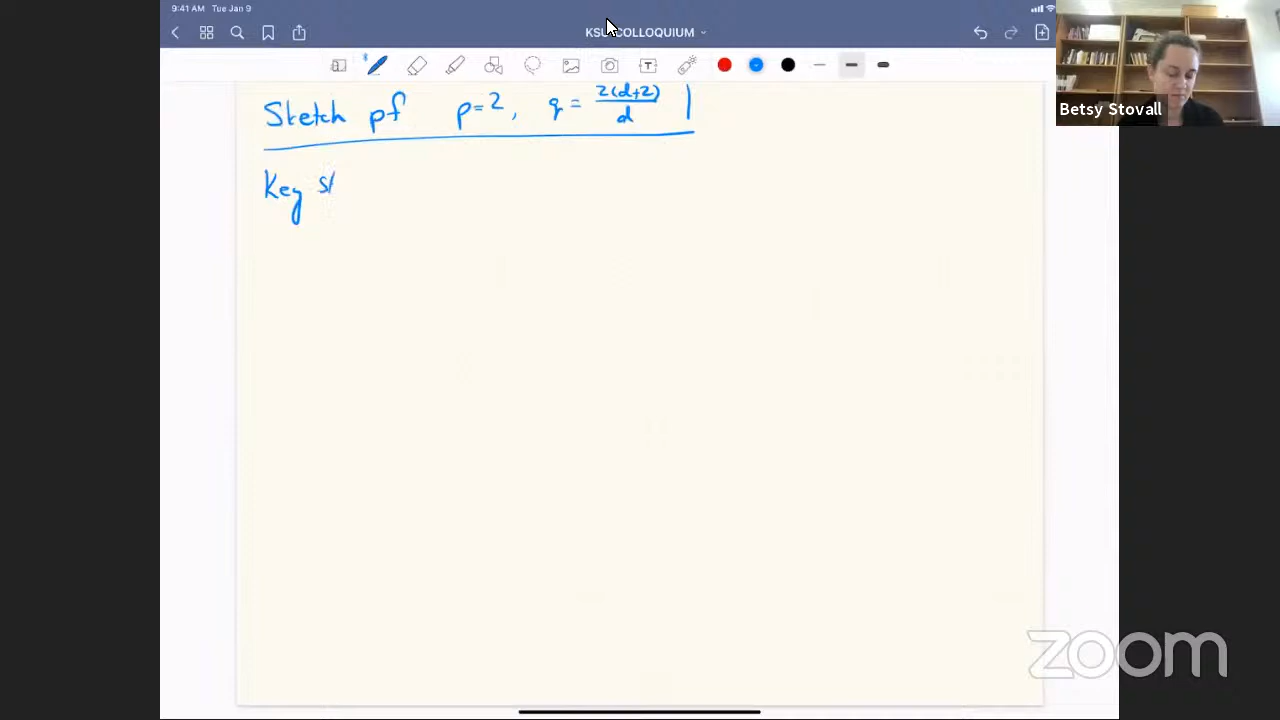 9:41 AM Tue Jan 9
KSU COLLOQUIUM
Betsy Stovall
Sketch pf p=2, q = 2(d+2)/d
Key s
zoom